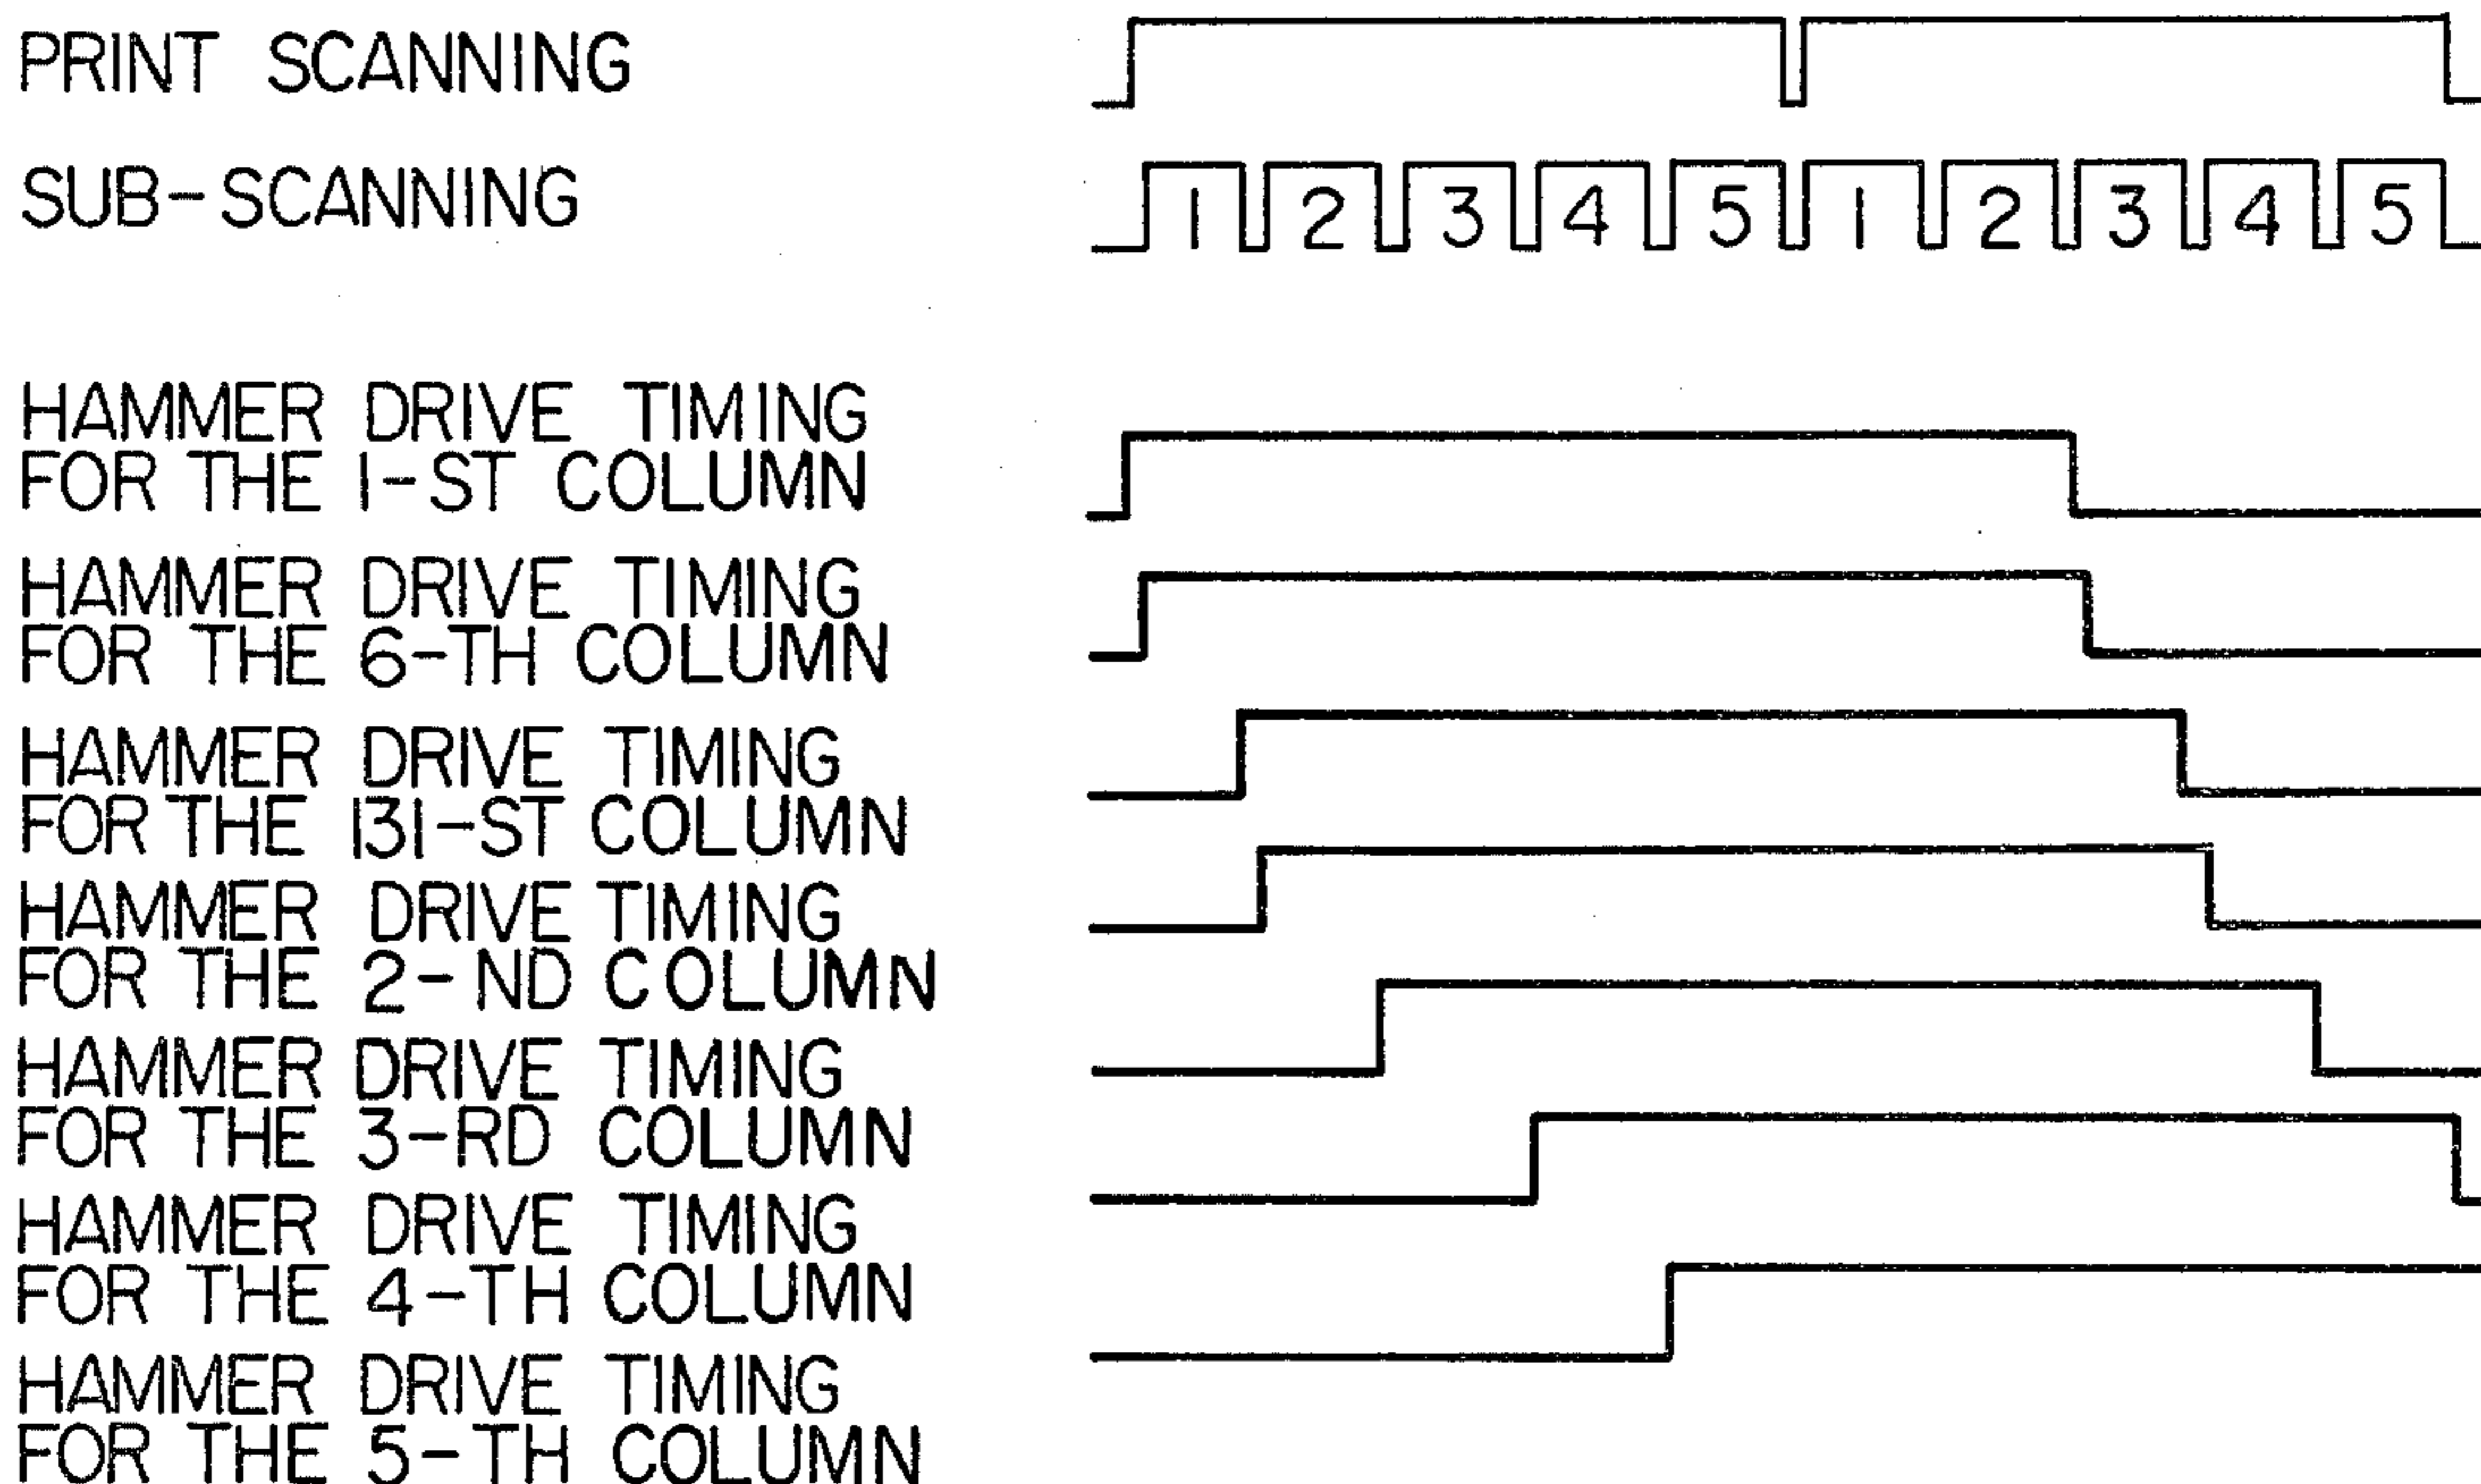 PRINT SCANNING
SUB-SCANNING
1 2 3 4 5 1 2 3 4 5
HAMMER DRIVE TIMING
FOR THE 1-ST COLUMN
HAMMER DRIVE TIMING
FOR THE 6-TH COLUMN
HAMMER DRIVE TIMING
FOR THE 131-ST COLUMN
HAMMER DRIVE TIMING
FOR THE 2-ND COLUMN
HAMMER DRIVE TIMING
FOR THE 3-RD COLUMN
HAMMER DRIVE TIMING
FOR THE 4-TH COLUMN
HAMMER DRIVE TIMING
FOR THE 5-TH COLUMN